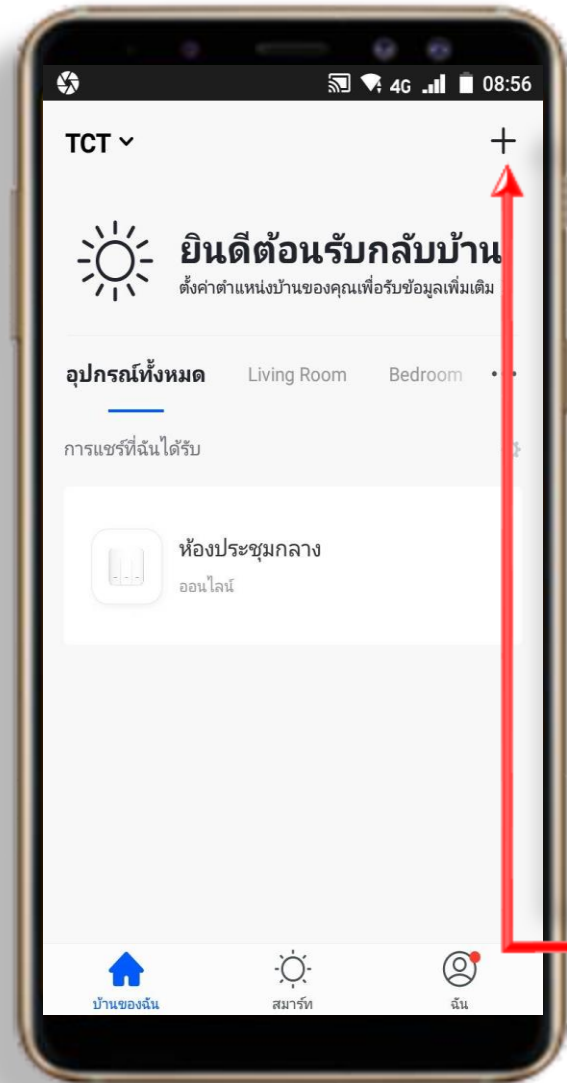 4G 08:56
TCT
ยินดีต้อนรับกลับบ้าน
ตั้งค่าตำแหน่งบ้านของคุณเพื่อรับข้อมูลเพิ่มเติม
อุปกรณ์ทั้งหมด Living Room Bedroom
การแชร์ที่ฉันได้รับ
ห้องประชุมกลาง
ออนไลน์
บ้านของฉัน สมาร์ท ฉัน